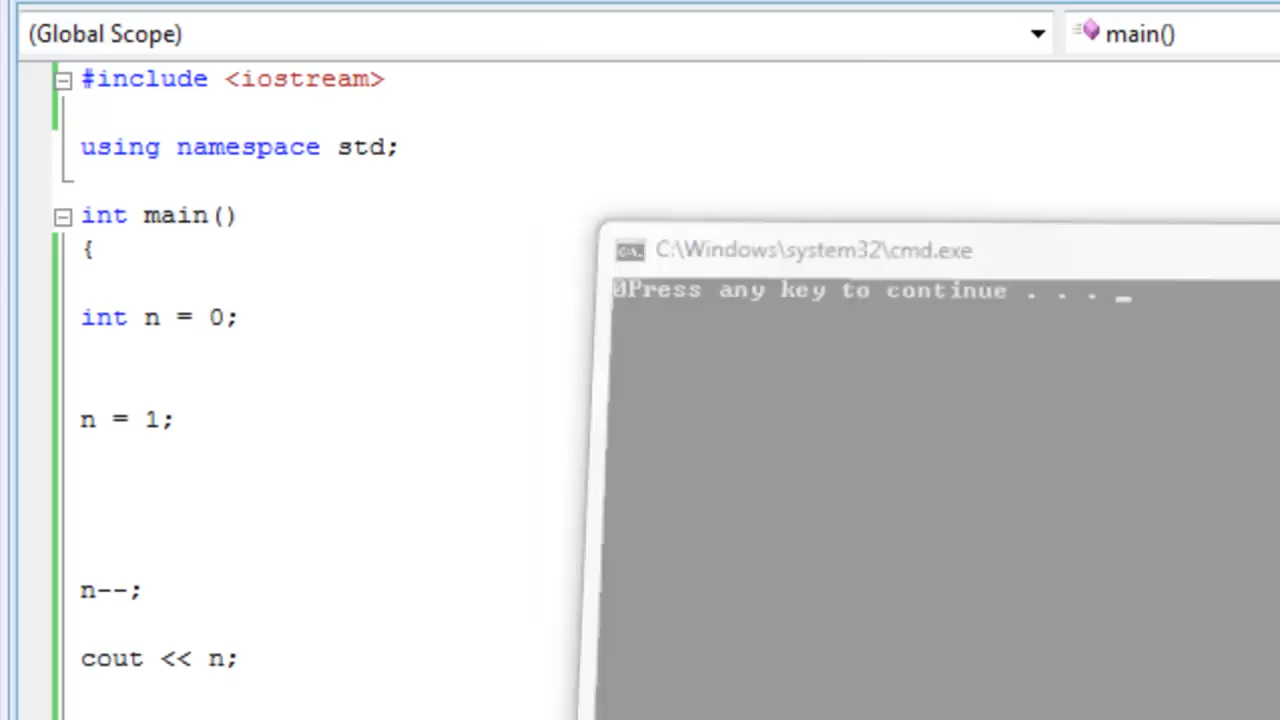 (Global Scope)
main()
#include <iostream>
using namespace std;
int main()
{
int n = 0;
n = 1;
n--;
cout << n;
C:\Windows\system32\cmd.exe
0Press any key to continue . . . _